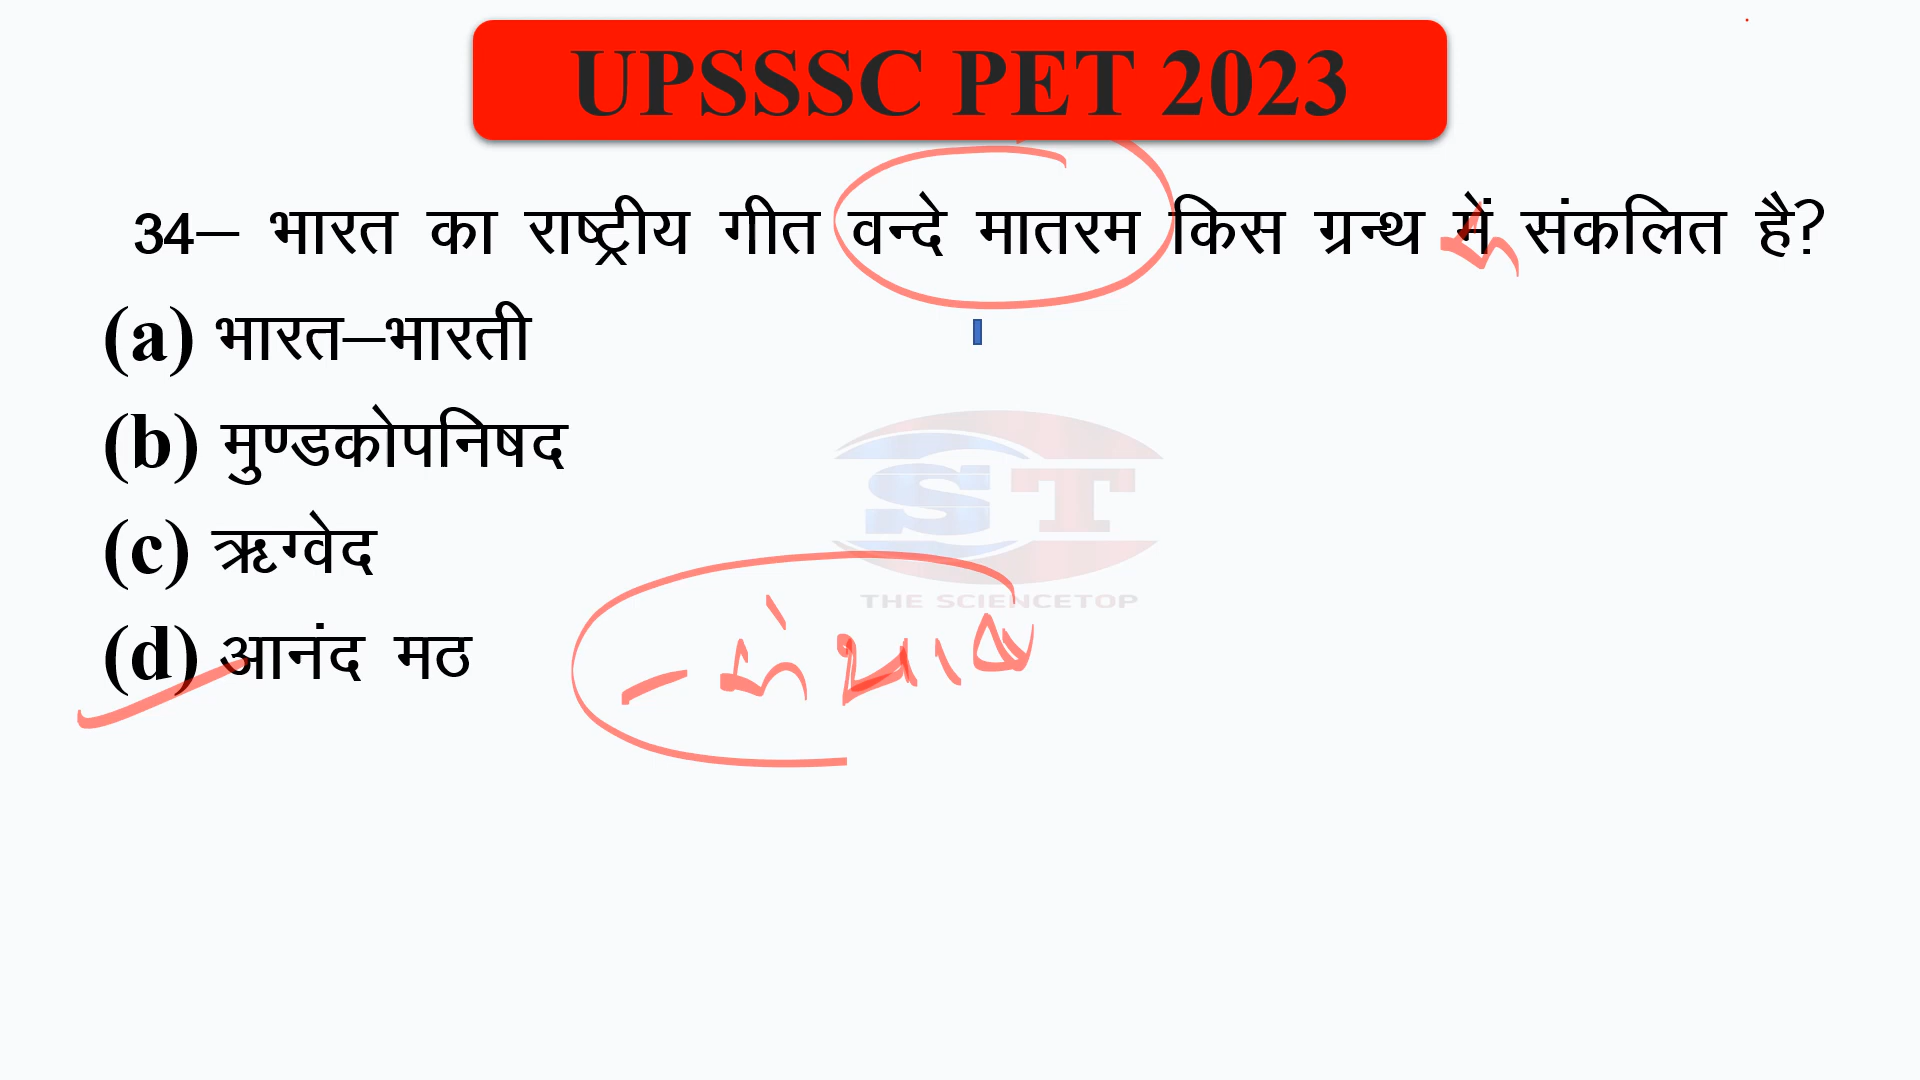 UPSSSC PET 2023
34– भारत का राष्ट्रीय गीत वन्दे मातरम किस ग्रन्थ में संकलित है?
(a) भारत–भारती
(b) मुण्डकोपनिषद
(c) ऋग्वेद
(d) आनंद मठ
ST
THE SCIENCETOP